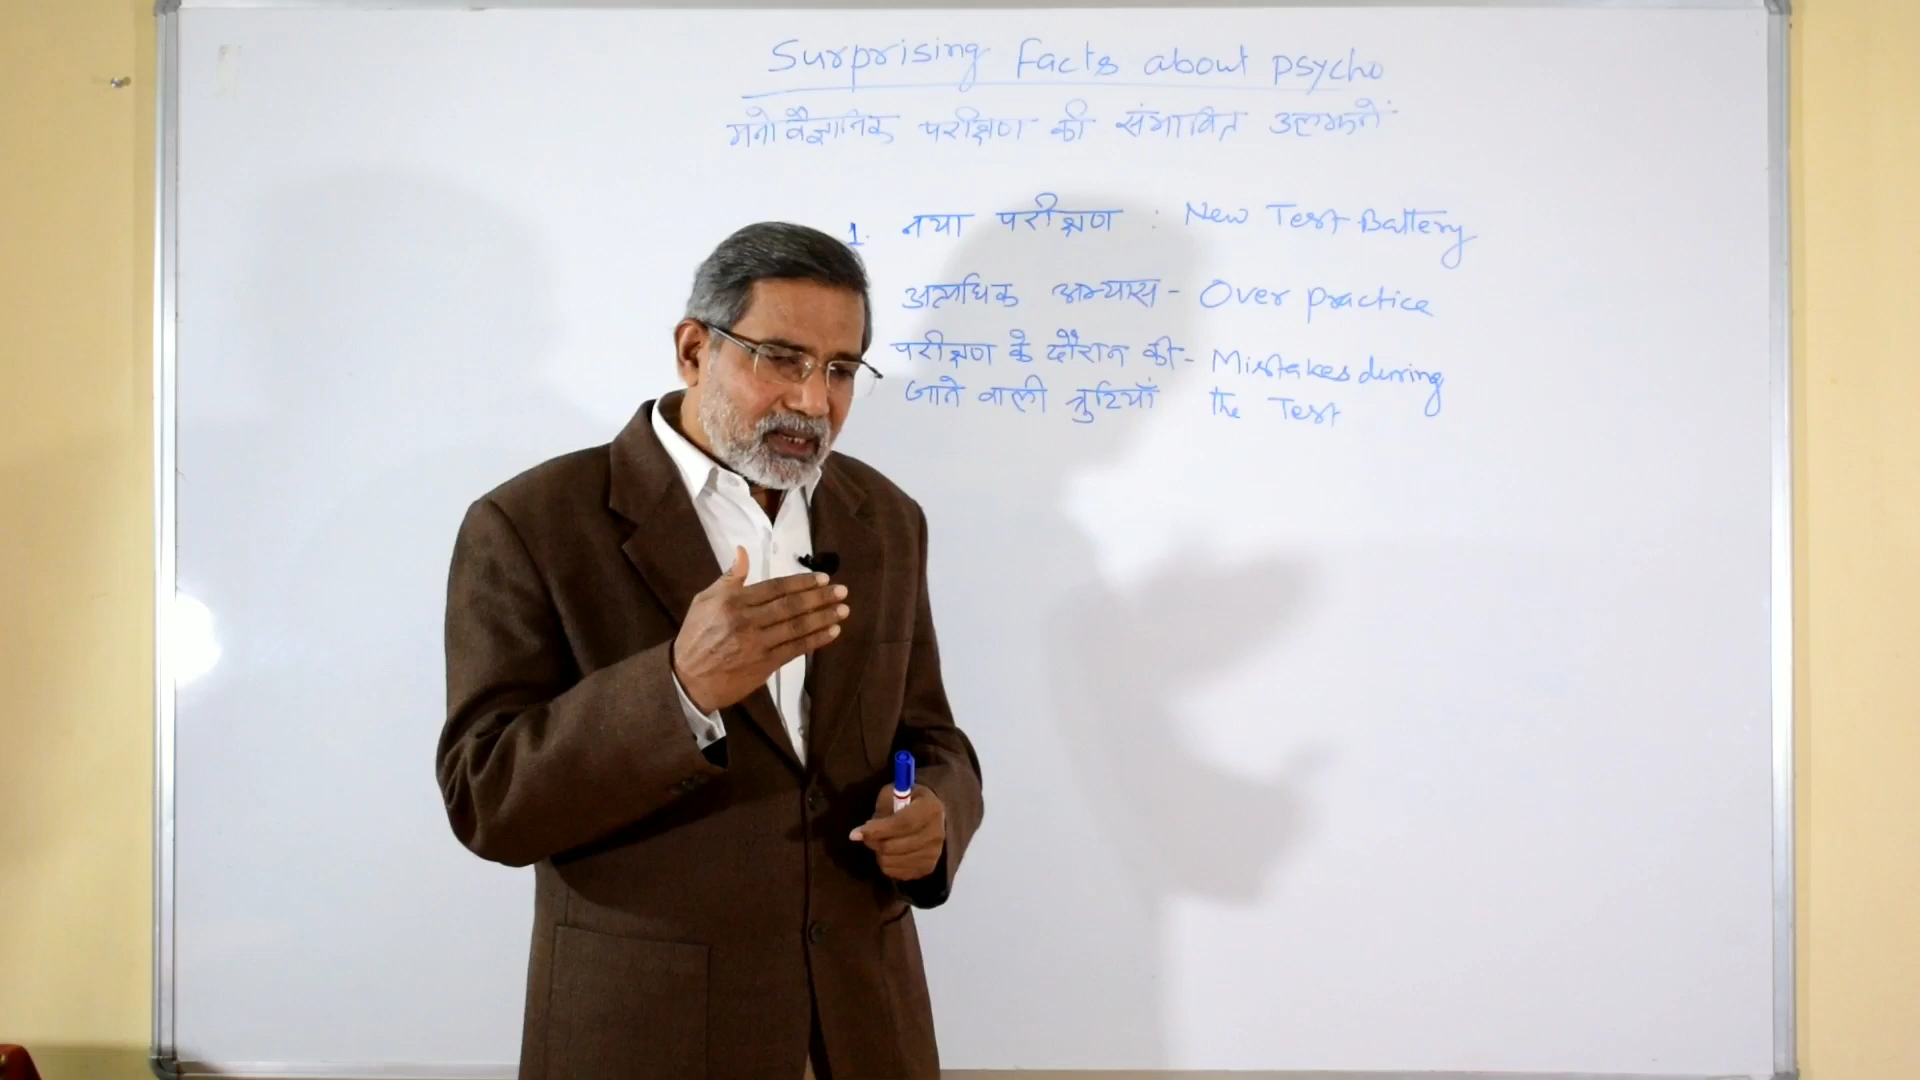 Surprising Facts about psycho
मनोवैज्ञानिक परीक्षण की संभावित उलझनें
1. नया परीक्षण : New Test Battery
अत्यधिक अभ्यास - Over practice
परीक्षण के दौरान की - Mistakes during
जाने वाली त्रुटियाँ the Test